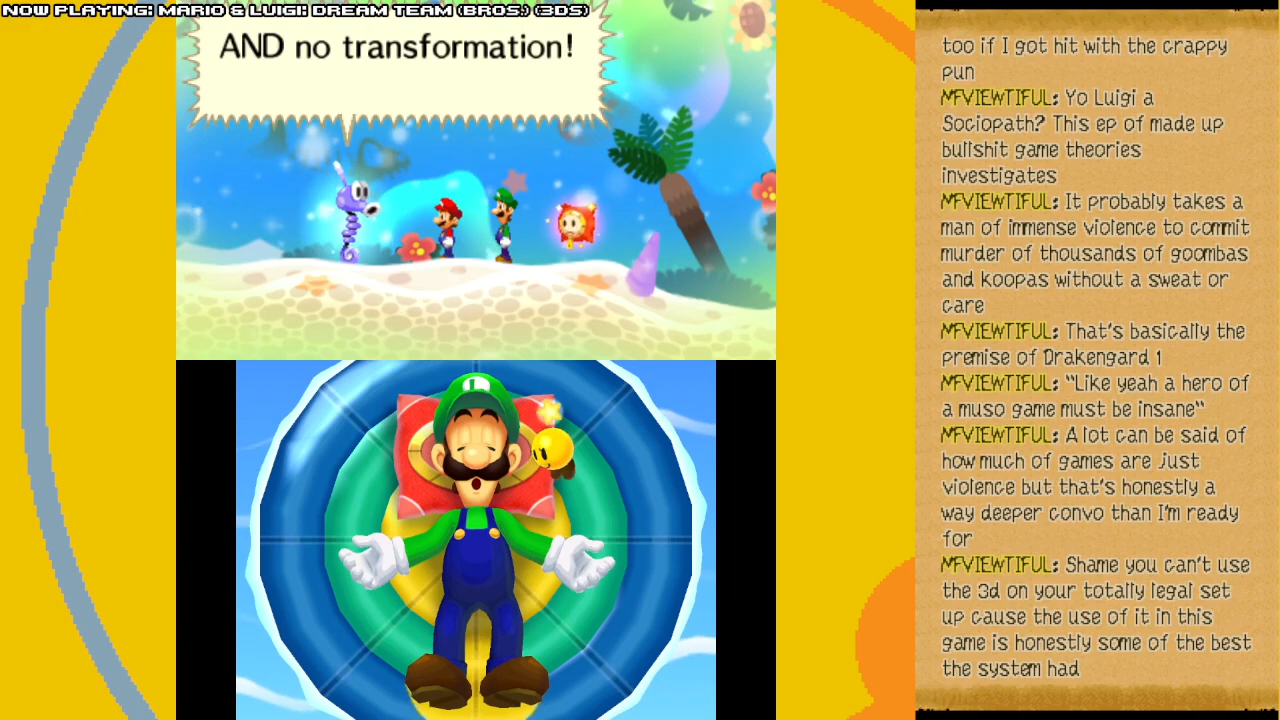 NOW PLAYING: MARIO & LUIGI: DREAM TEAM (BROS.) (3DS)
AND no transformation!
L
too if I got hit with the crappy
pun
MFVIEWTIFUL: Yo Luigi a
Sociopath? This ep of made up
bullshit game theories
investigates
MFVIEWTIFUL: It probably takes a
man of immense violence to commit
murder of thousands of goombas
and koopas without a sweat or
care
MFVIEWTIFUL: That's basically the
premise of Drakengard 1
MFVIEWTIFUL: "Like yeah a hero of
a muso game must be insane"
MFVIEWTIFUL: A lot can be said of
how much of games are just
violence but that's honestly a
way deeper convo than I'm ready
for
MFVIEWTIFUL: Shame you can't use
the 3d on your totally legal set
up cause the use of it in this
game is honestly some of the best
the system had